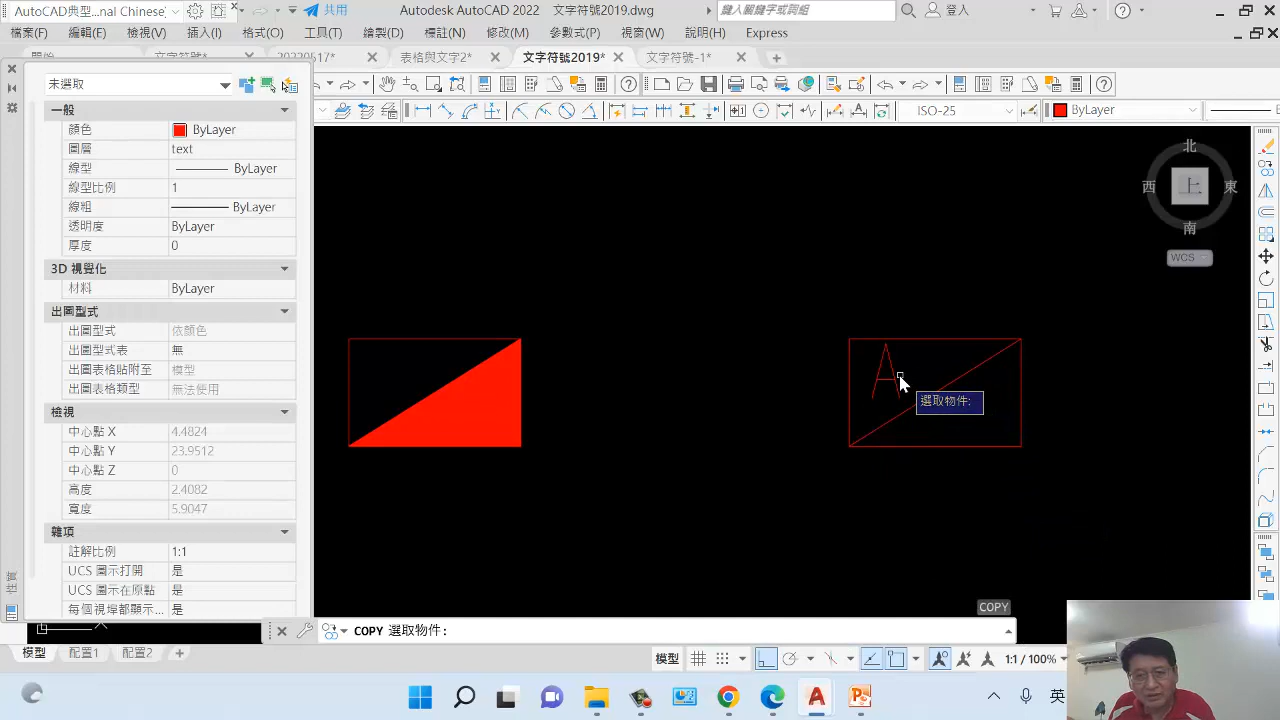 AutoCAD 典型...nal Chinese)
共用
Autodesk AutoCAD 2022 文字符號2019.dwg
鍵入關鍵字或片語
登入
檔案(F) 編輯(E) 檢視(V) 插入(I) 格式(O) 工具(T) 繪製(D) 標註(N) 修改(M) 參數式(P) 視窗(W) 說明(H) Express
表格與文字2*
文字符號2019*
文字符號-1*
未選取
ISO-25
ByLayer
一般
顏色 ByLayer
圖層 text
線型 ByLayer
線型比例 1
線粗 ByLayer
透明度 ByLayer
厚度 0
3D 視覺化
材料 ByLayer
出圖型式
出圖型式 依顏色
出圖型式表 無
出圖表格貼附至 模型
出圖表格類型 無法使用
檢視
中心點 X 4.4824
中心點 Y 23.9512
中心點 Z 0
高度 2.4082
寬度 5.9047
雜項
註解比例 1:1
UCS 圖示打開 是
UCS 圖示在原點 是
每個視埠都顯示... 是
北
西 上 東
南
WCS
A
選取物件:
COPY
COPY 選取物件:
模型 配置1 配置2
模型
1:1 / 100%
英